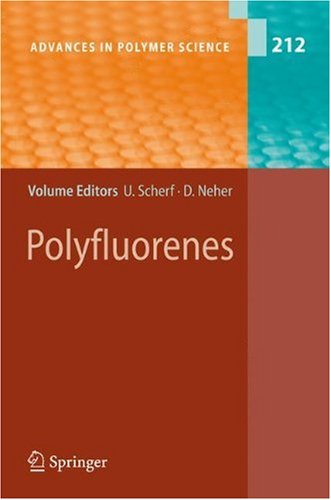 ADVANCES IN POLYMER SCIENCE 212
Volume Editors U. Scherf · D. Neher
Polyfluorenes
Springer